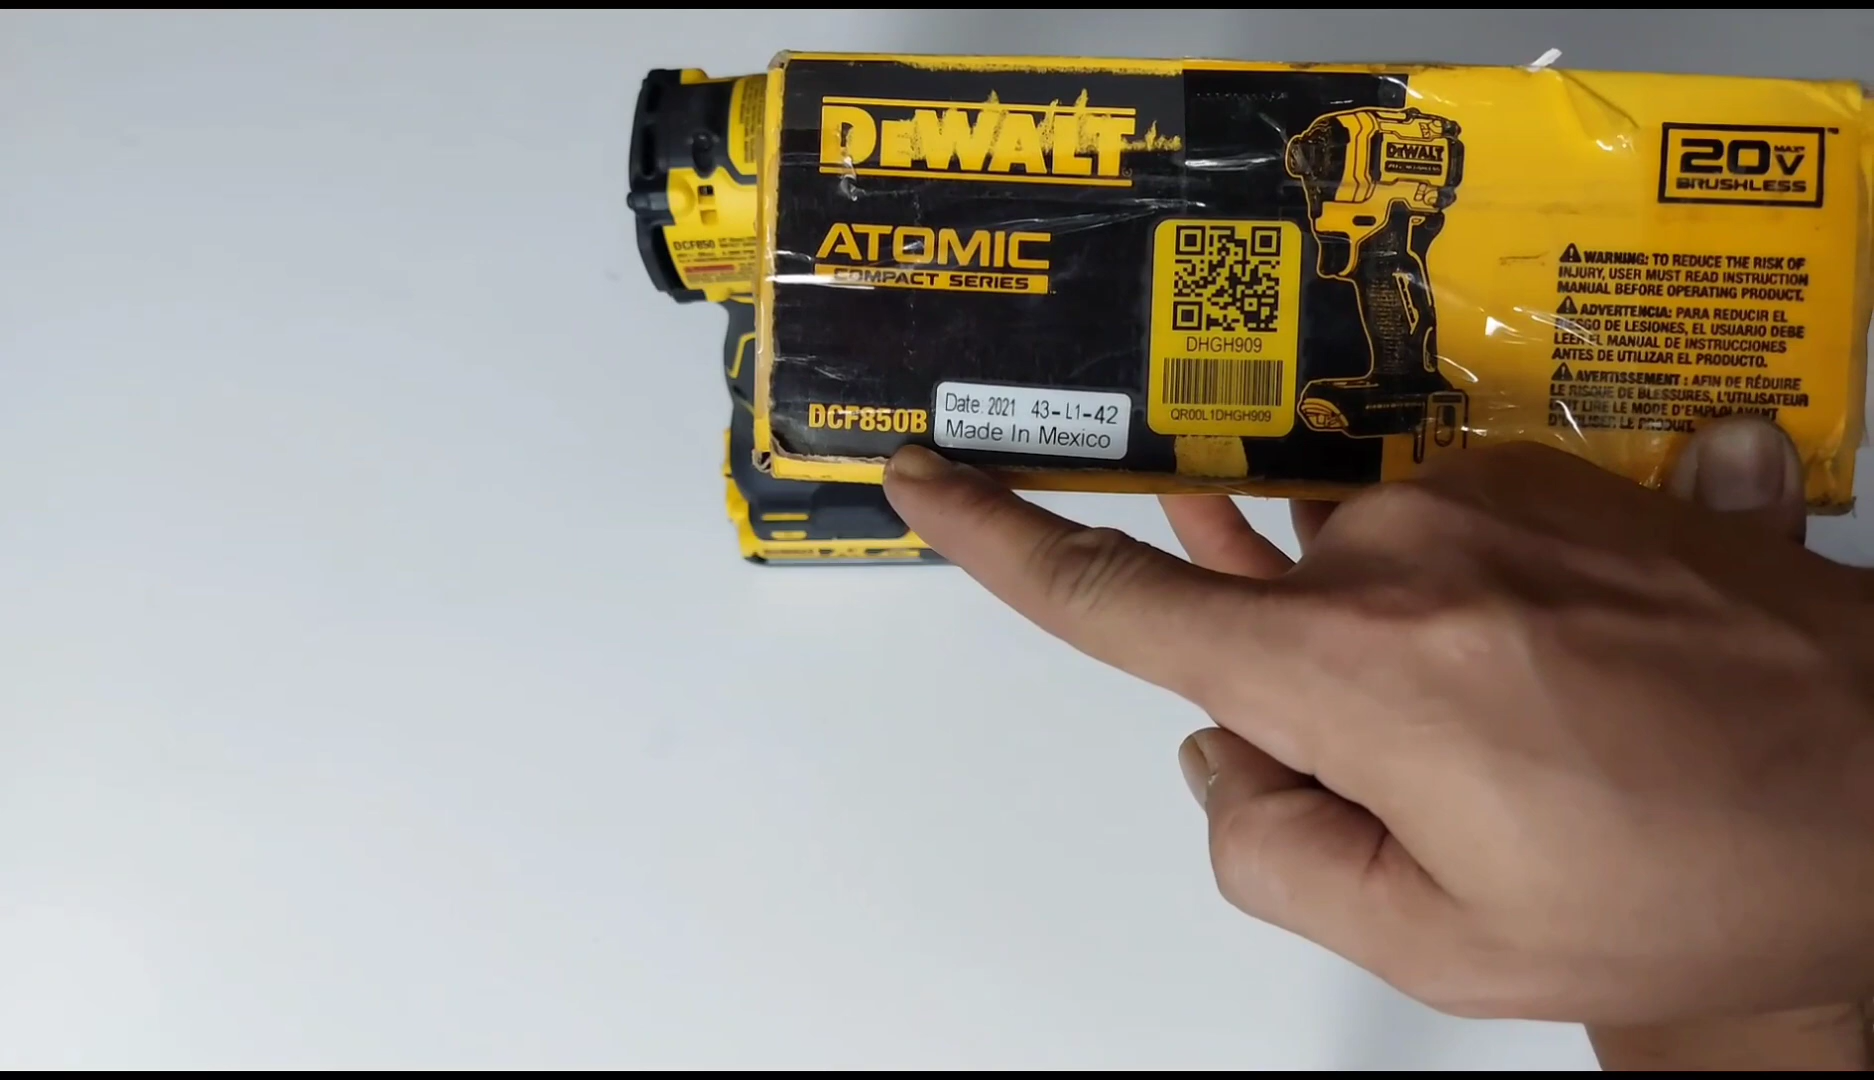 DEWALT
ATOMIC
COMPACT SERIES
DCF850B
Date. 2021 43-L1-42
Made In Mexico
DHGH909
QR00L1DHGH909
DEWALT
20V MAX*
BRUSHLESS
WARNING: TO REDUCE THE RISK OF
INJURY, USER MUST READ INSTRUCTION
MANUAL BEFORE OPERATING PRODUCT.
ADVERTENCIA: PARA REDUCIR EL
RIESGO DE LESIONES, EL USUARIO DEBE
LEER EL MANUAL DE INSTRUCCIONES
ANTES DE UTILIZAR EL PRODUCTO.
AVERTISSEMENT : AFIN DE RÉDUIRE
LE RISQUE DE BLESSURES, L'UTILISATEUR
LIRE LE MODE D'EMPLOI AVANT
D'UTILISER LE PRODUIT.
DCF850